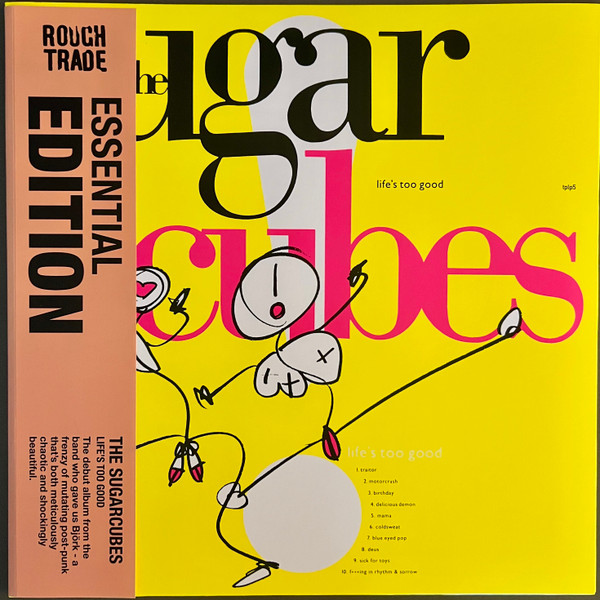 ROUGH
TRADE
ESSENTIAL
EDITION
THE SUGARCUBES
LIFE'S TOO GOOD
The debut album from the
band who gave us Björk - a
frenzy of mutating post-punk
that's both meticulously
chaotic and shockingly
beautiful.
the
ugar
cubes
life's too good
tplp5
life's too good
1. traitor
2. motorcrash
3. birthday
4. delicious demon
5. mama
6. coldsweat
7. blue eyed pop
8. deus
9. sick for toys
10. f***ing in rhythm & sorrow